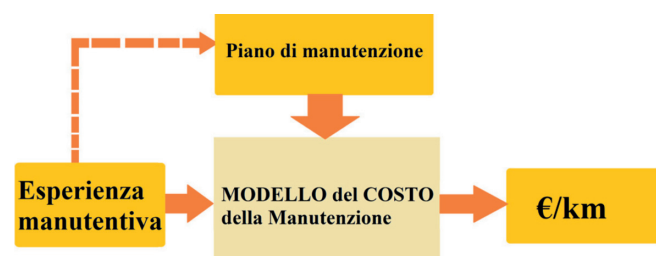 Piano di manutenzione
Esperienza
manutentiva
MODELLO del COSTO
della Manutenzione
€/km